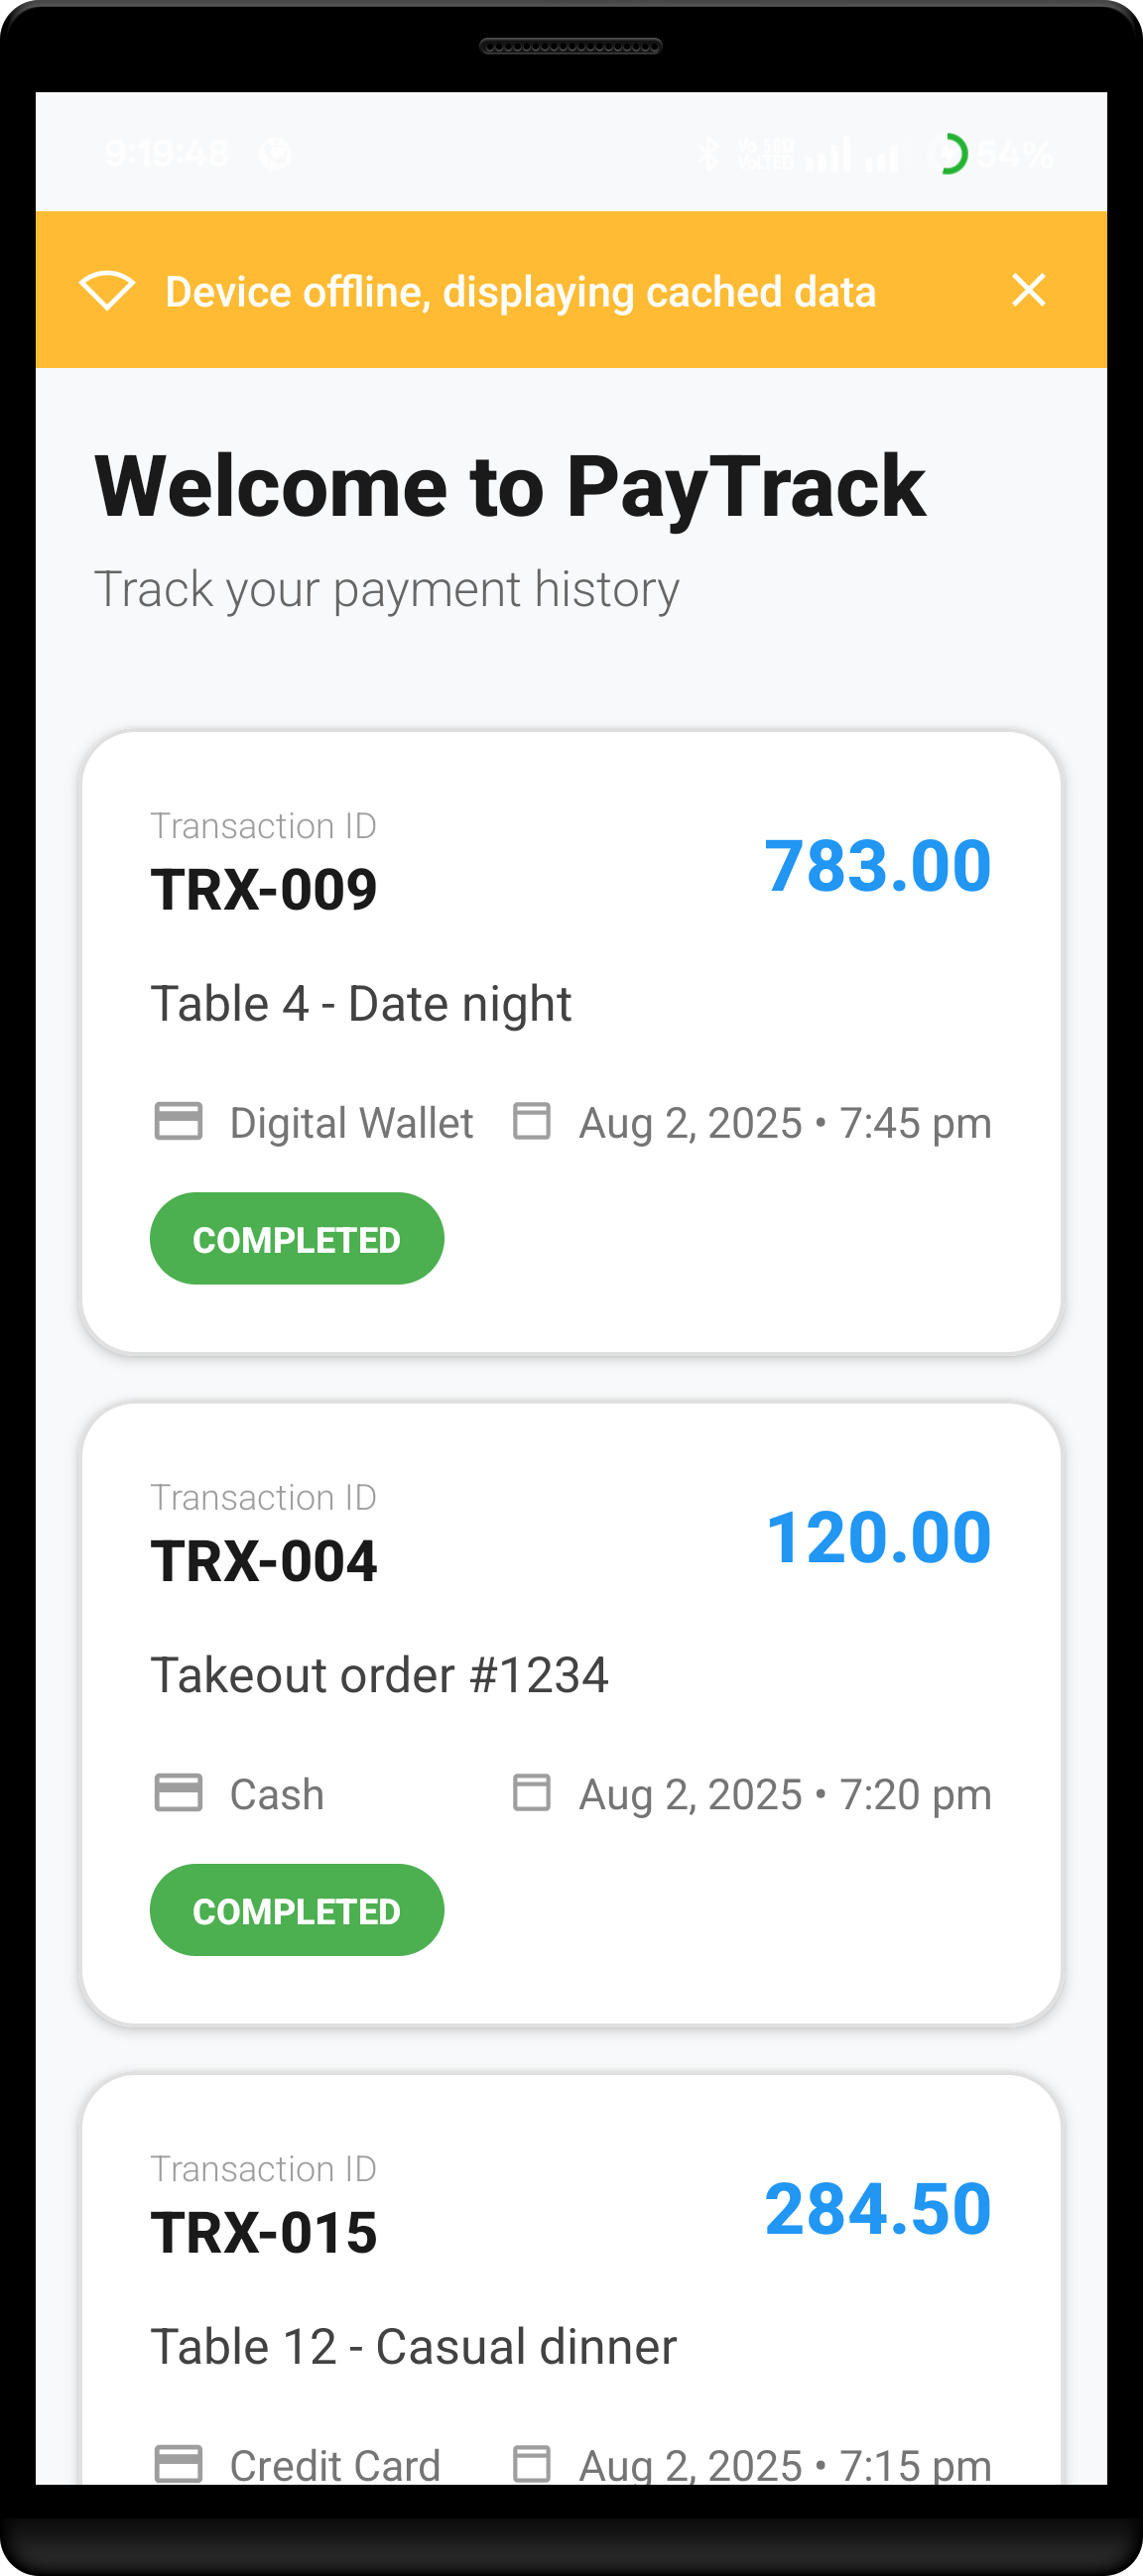 9:19:48
Vo 5G
VoLTE
54%
Device offline, displaying cached data
Welcome to PayTrack
Track your payment history
Transaction ID
TRX-009
783.00
Table 4 - Date night
Digital Wallet
Aug 2, 2025 • 7:45 pm
COMPLETED
Transaction ID
TRX-004
120.00
Takeout order #1234
Cash
Aug 2, 2025 • 7:20 pm
COMPLETED
Transaction ID
TRX-015
284.50
Table 12 - Casual dinner
Credit Card
Aug 2, 2025 • 7:15 pm